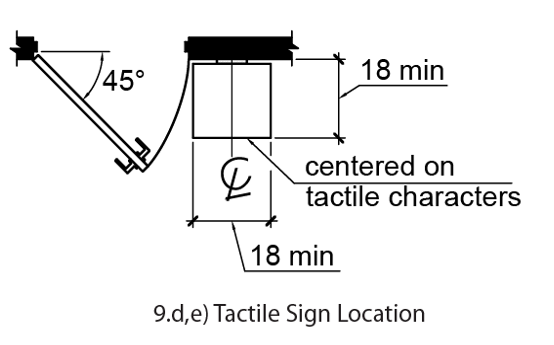 45°
18 min
centered on
tactile characters
℄
18 min
9.d,e) Tactile Sign Location